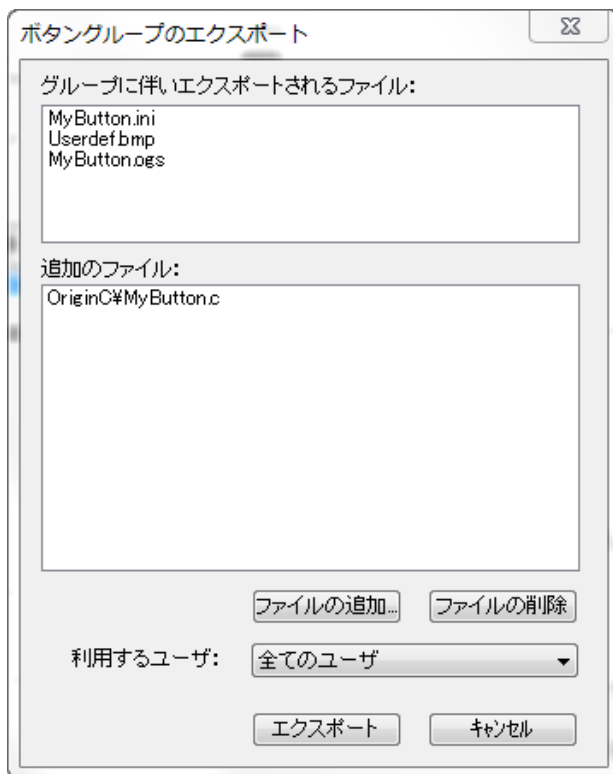 ボタングループのエクスポート
グループに伴いエクスポートされるファイル:
MyButton.ini
Userdef.bmp
MyButton.ogs
追加のファイル:
OriginC¥MyButton.c
ファイルの追加... ファイルの削除
利用するユーザ: 全てのユーザ
エクスポート キャンセル